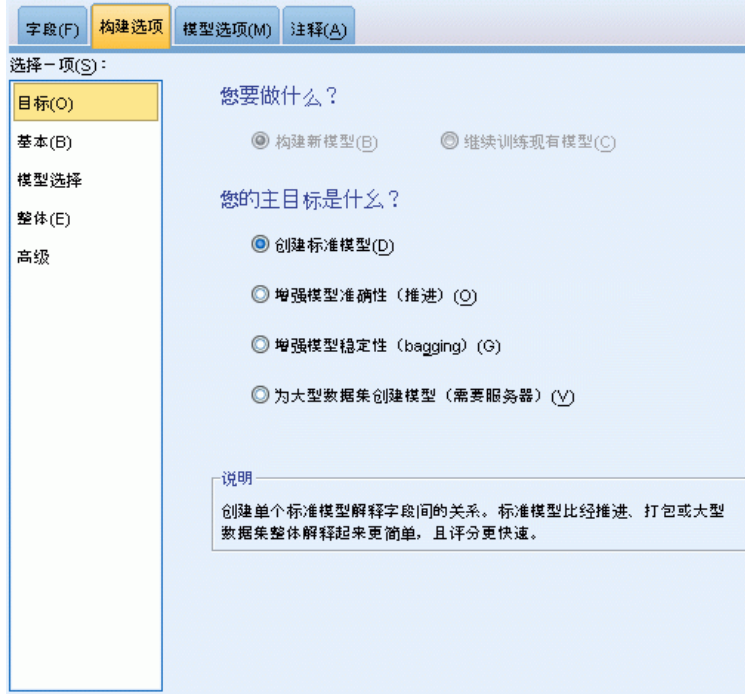 字段(F) 构建选项 模型选项(M) 注释(A)
选择一项(S):
目标(O)
基本(B)
模型选择
整体(E)
高级
您要做什么？
构建新模型(B) 继续训练现有模型(C)
您的主目标是什么？
创建标准模型(D)
增强模型准确性（推进）(O)
增强模型稳定性（bagging）(G)
为大型数据集创建模型（需要服务器）(V)
说明
创建单个标准模型解释字段间的关系。标准模型比经推进、打包或大型
数据集整体解释起来更简单，且评分更快速。